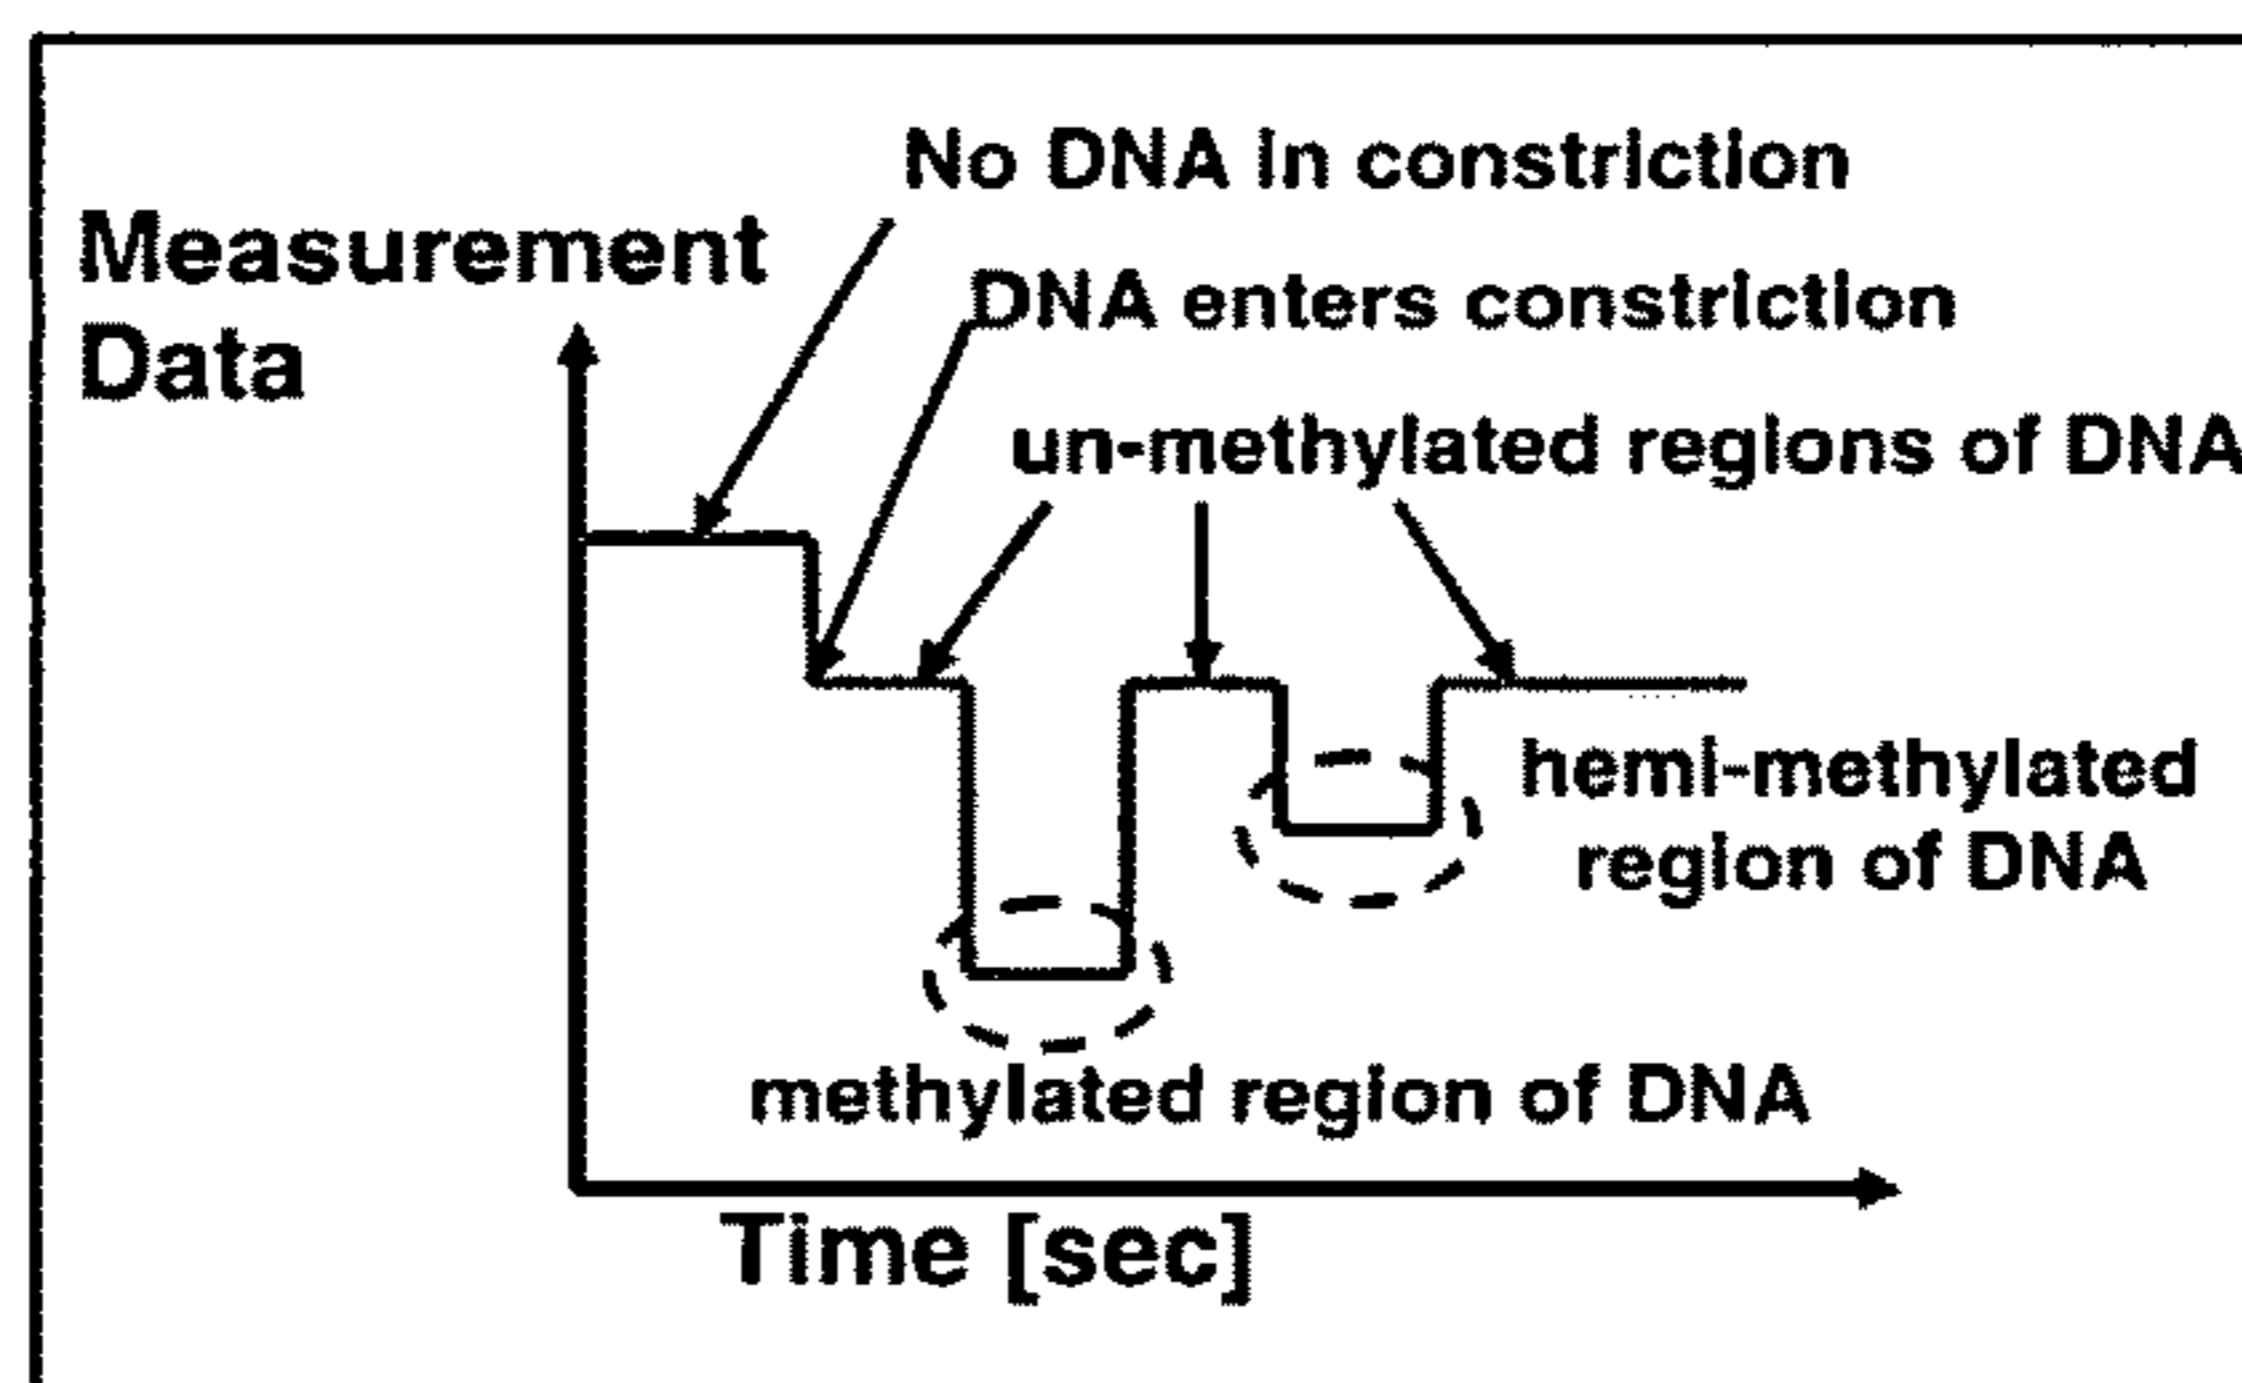 No DNA in constriction
Measurement
Data
DNA enters constriction
un-methylated regions of DNA
hemi-methylated
region of DNA
methylated region of DNA
Time [sec]